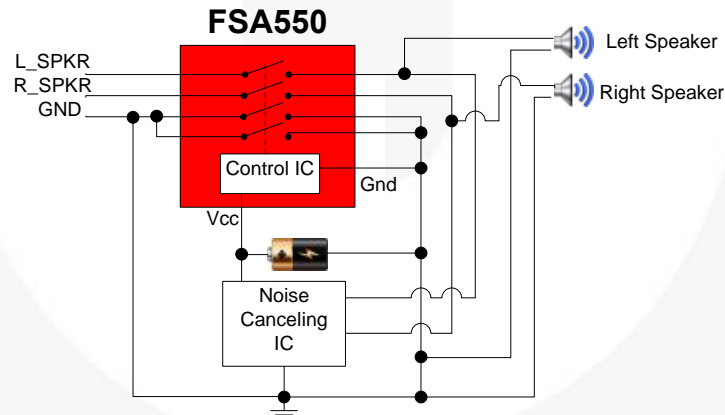 FSA550
L_SPKR
R_SPKR
GND
Left Speaker
Right Speaker
Control IC
Gnd
Vcc
Noise
Canceling
IC